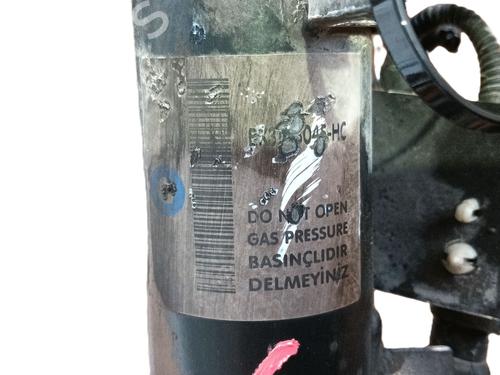 DO NOT OPEN
GAS PRESSURE
BASINÇLIDIR
DELMEYİNİZ